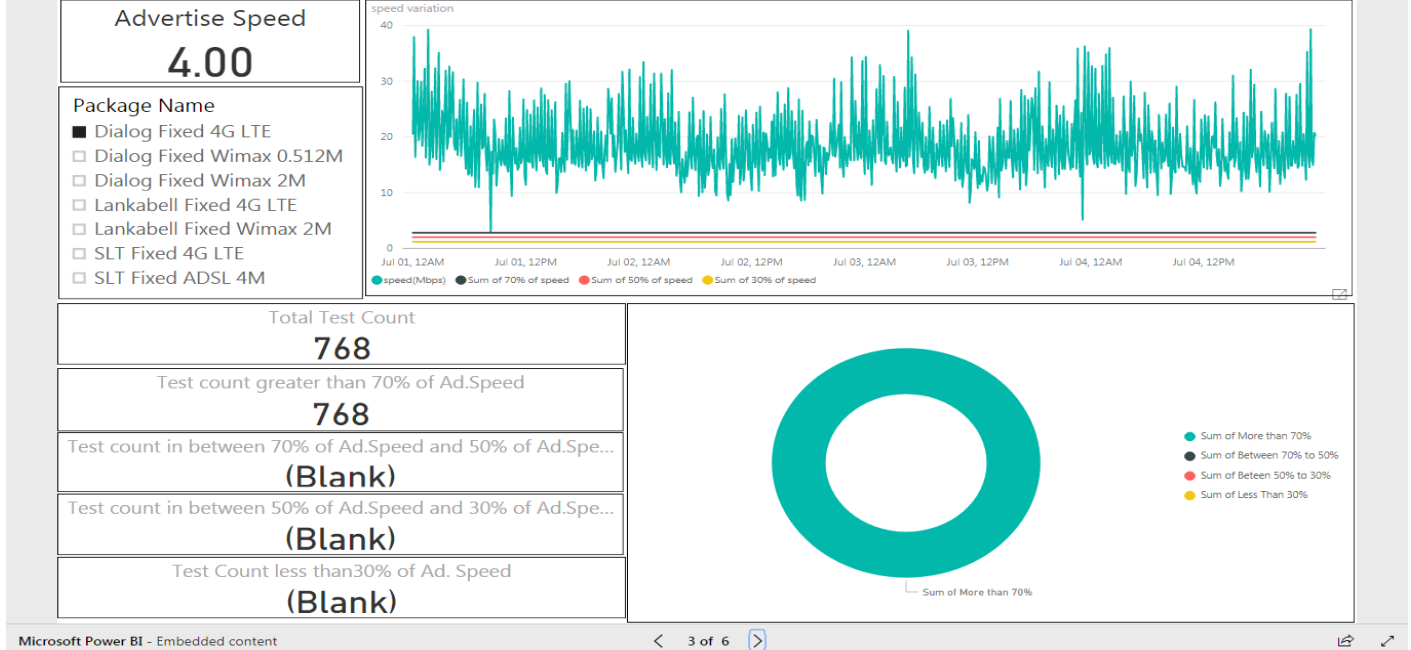 Advertise Speed
4.00
Package Name
Dialog Fixed 4G LTE
Dialog Fixed Wimax 0.512M
Dialog Fixed Wimax 2M
Lankabell Fixed 4G LTE
Lankabell Fixed Wimax 2M
SLT Fixed 4G LTE
SLT Fixed ADSL 4M
speed variation
40
30
20
10
0
Jul 01, 12AM Jul 01, 12PM Jul 02, 12AM Jul 02, 12PM Jul 03, 12AM Jul 03, 12PM Jul 04, 12AM Jul 04, 12PM
speed(Mbps) Sum of 70% of speed Sum of 50% of speed Sum of 30% of speed
Total Test Count
768
Test count greater than 70% of Ad.Speed
768
Test count in between 70% of Ad.Speed and 50% of Ad.Spe...
(Blank)
Test count in between 50% of Ad.Speed and 30% of Ad.Spe...
(Blank)
Test Count less than30% of Ad. Speed
(Blank)
Sum of More than 70%
Sum of More than 70%
Sum of Between 70% to 50%
Sum of Beteen 50% to 30%
Sum of Less Than 30%
Microsoft Power BI - Embedded content
3 of 6